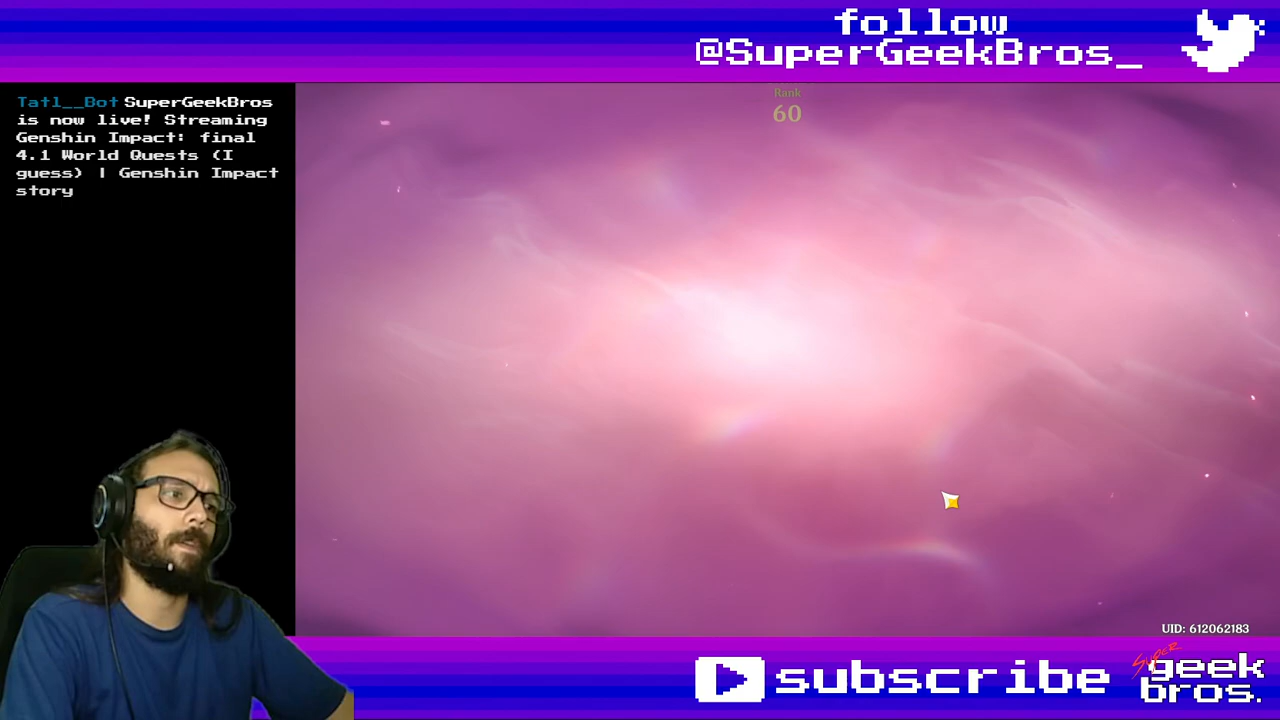 follow
@SuperGeekBros_
Tatl__Bot SuperGeekBros
is now live! Streaming
Genshin Impact: final
4.1 World Quests (I
guess) | Genshin Impact
story
Rank
60
UID: 612062183
subscribe
super
geek
bros.